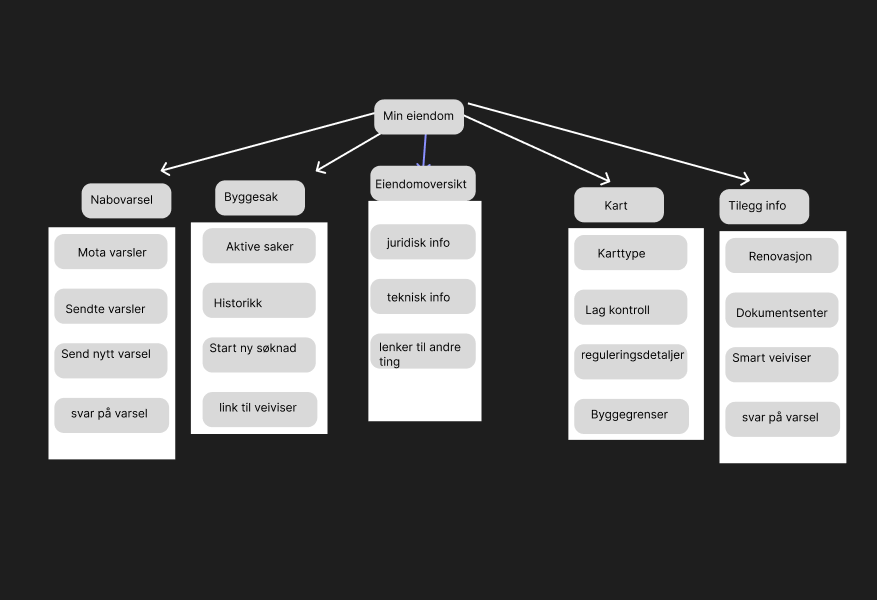 Min eiendom
Nabovarsel
Mota varsler
Sendte varsler
Send nytt varsel
svar på varsel
Byggesak
Aktive saker
Historikk
Start ny søknad
link til veiviser
Eiendomoversikt
juridisk info
teknisk info
lenker til andre
ting
Kart
Karttype
Lag kontroll
reguleringsdetaljer
Byggegrenser
Tilegg info
Renovasjon
Dokumentsenter
Smart veiviser
svar på varsel